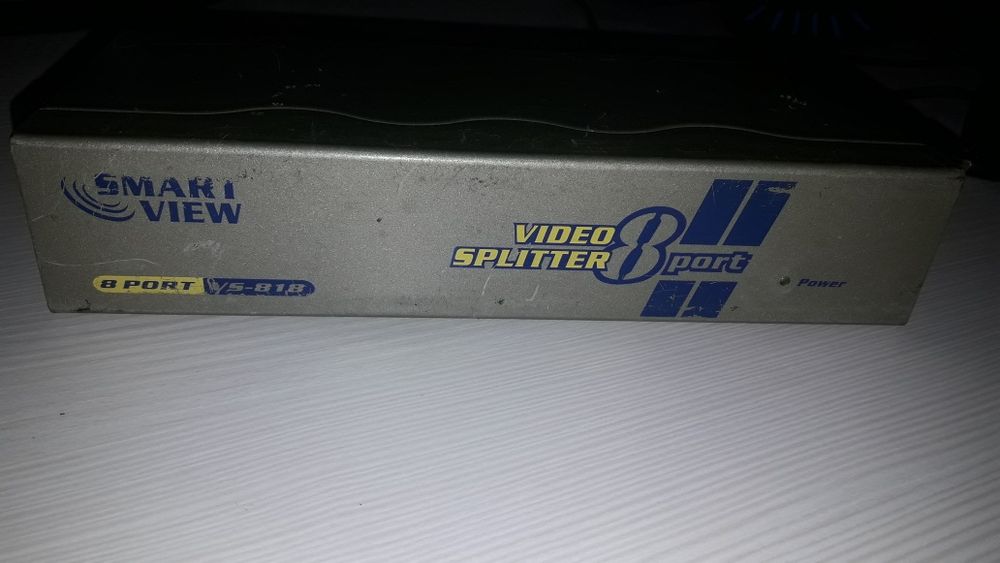 SMART
VIEW
8 PORT VS-818
VIDEO
SPLITTER 8 port
Power